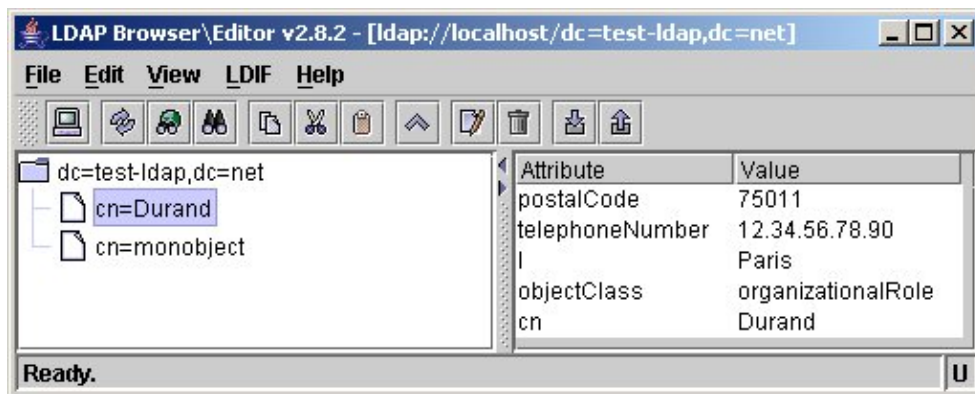 LDAP Browser\Editor v2.8.2 - [ldap://localhost/dc=test-ldap,dc=net]
File Edit View LDIF Help
dc=test-ldap,dc=net
cn=Durand
cn=monobject
Attribute Value
postalCode 75011
telephoneNumber 12.34.56.78.90
l Paris
objectClass organizationalRole
cn Durand
Ready. U